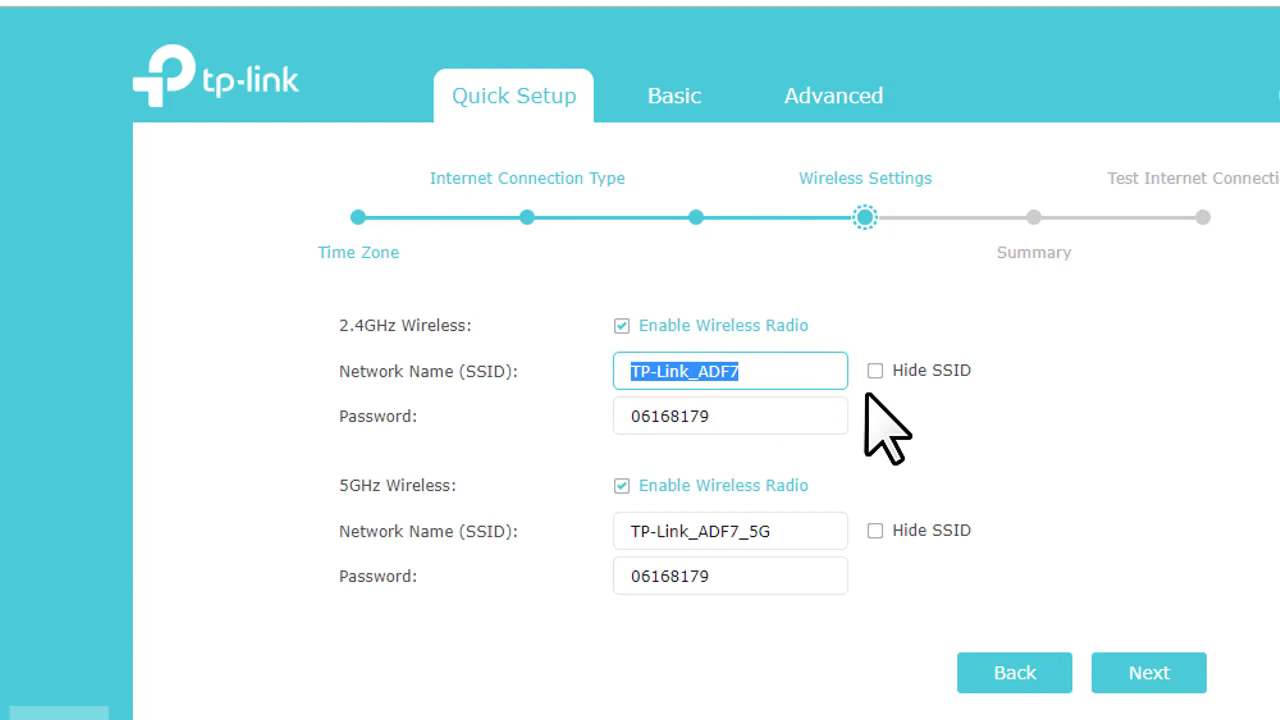 tp-link
Quick Setup Basic Advanced
Internet Connection Type Wireless Settings Test Internet Connecti
Time Zone Summary
2.4GHz Wireless: Enable Wireless Radio
Network Name (SSID): TP-Link_ADF7 Hide SSID
Password: 06168179
5GHz Wireless: Enable Wireless Radio
Network Name (SSID): TP-Link_ADF7_5G Hide SSID
Password: 06168179
Back Next